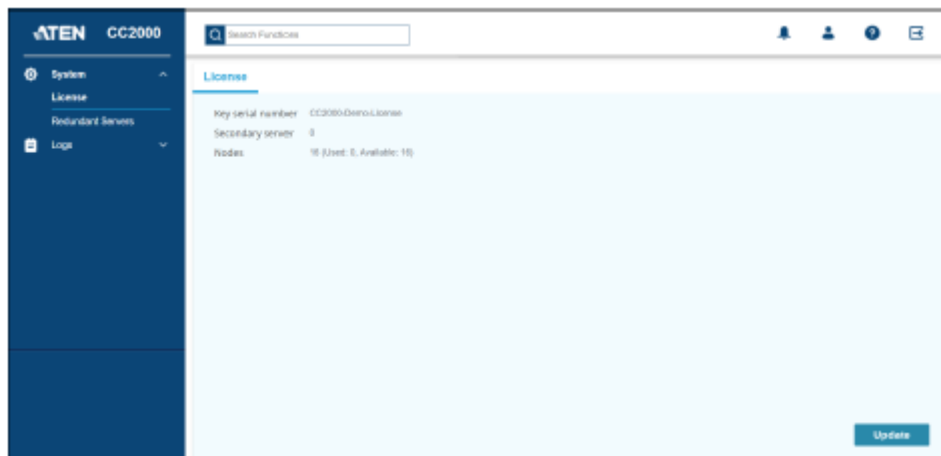 ATEN CC2000
Search Functions
System
License
Redundant Servers
Logs
License
Key serial number CC2000-Demo-License
Secondary server 0
Nodes 16 (Used: 0, Available: 16)
Update